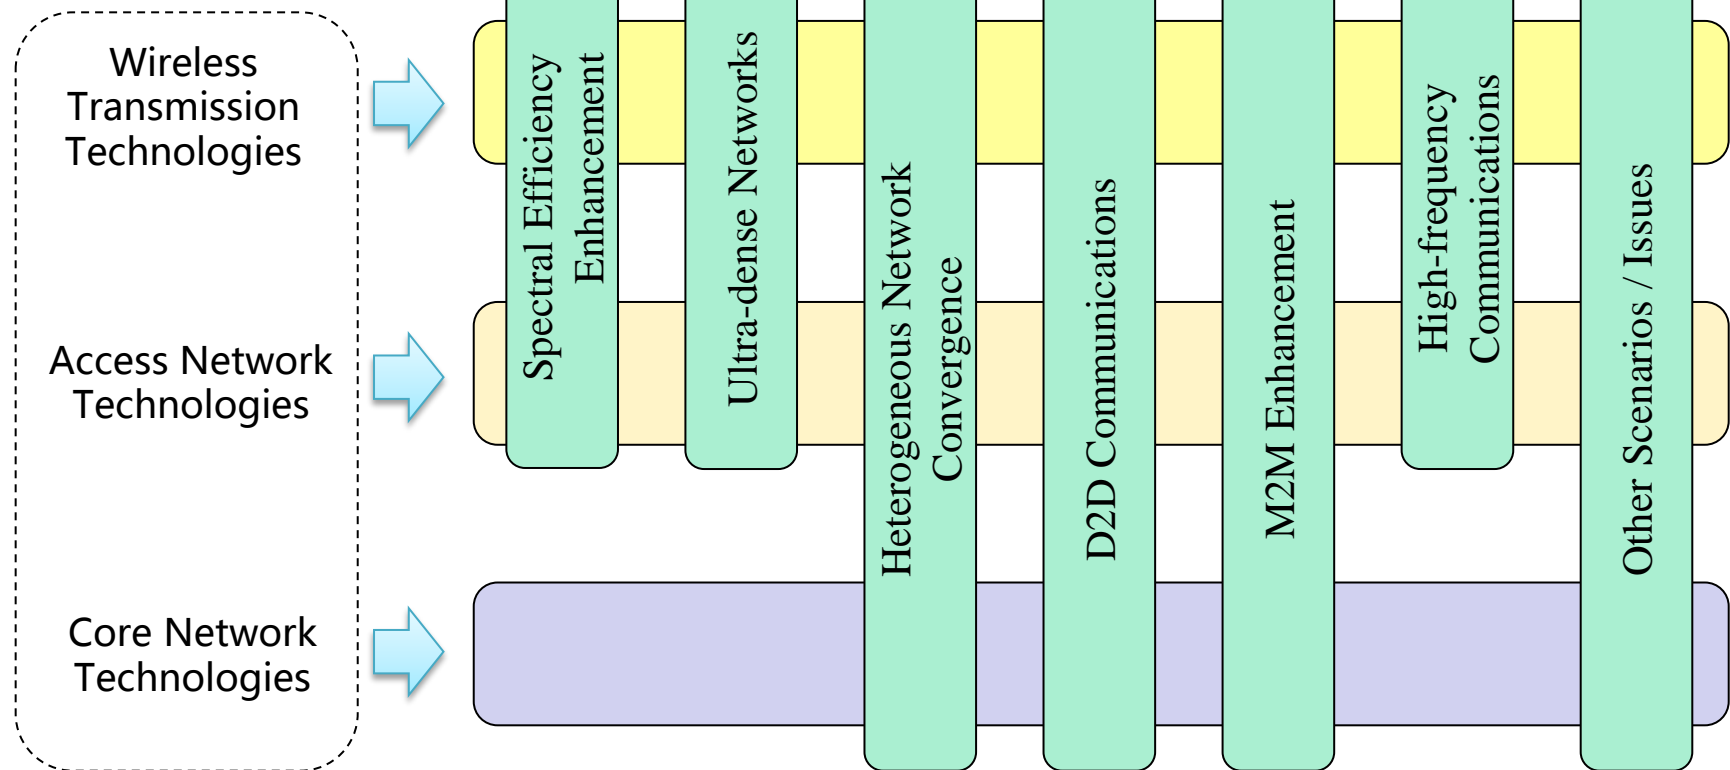 Wireless
Transmission
Technologies
Access Network
Technologies
Core Network
Technologies
Spectral Efficiency
Enhancement
Ultra-dense Networks
Heterogeneous Network
Convergence
D2D Communications
M2M Enhancement
High-frequency
Communications
Other Scenarios / Issues